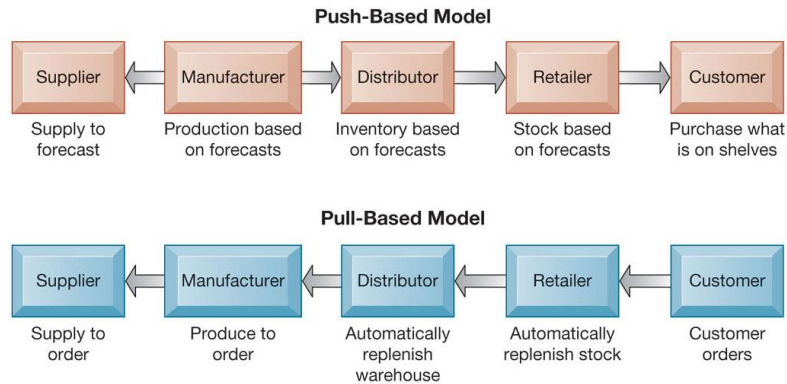 Push-Based Model
Supplier
Manufacturer
Distributor
Retailer
Customer
Supply to
forecast
Production based
on forecasts
Inventory based
on forecasts
Stock based
on forecasts
Purchase what
is on shelves
Pull-Based Model
Supplier
Manufacturer
Distributor
Retailer
Customer
Supply to
order
Produce to
order
Automatically
replenish
warehouse
Automatically
replenish stock
Customer
orders